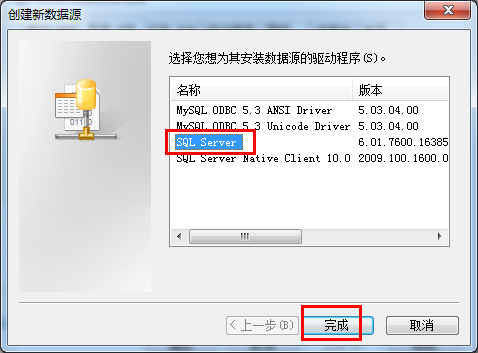 创建新数据源
选择您想为其安装数据源的驱动程序(S)。
名称 版本
MySQL ODBC 5.3 ANSI Driver 5.03.04.00
MySQL ODBC 5.3 Unicode Driver 5.03.04.00
SQL Server 6.01.7600.16385
SQL Server Native Client 10.0 2009.100.1600.0
< 上一步(B) 完成 取消